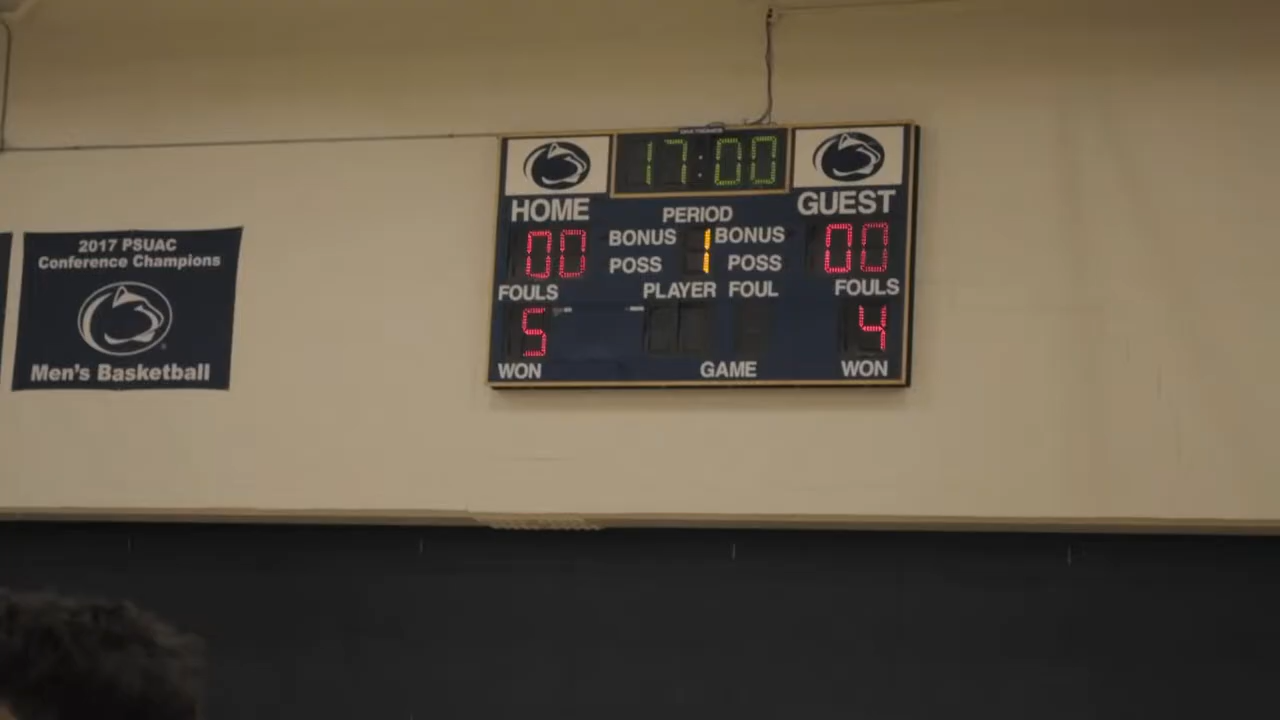 2017 PSUAC
Conference Champions
Men's Basketball
17:00
HOME
PERIOD
GUEST
00
BONUS
1
BONUS
00
POSS
POSS
FOULS
PLAYER
FOUL
FOULS
5
4
WON
GAME
WON